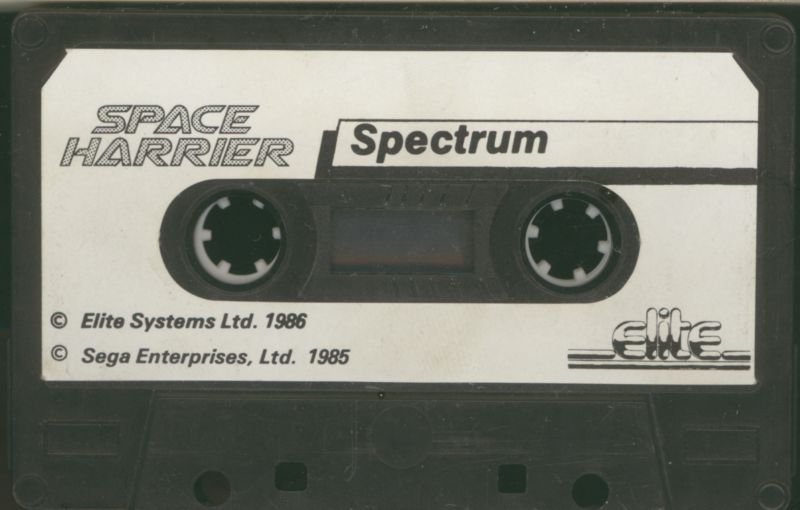 SPACE
HARRIER
Spectrum
© Elite Systems Ltd. 1986
© Sega Enterprises, Ltd. 1985
Elite